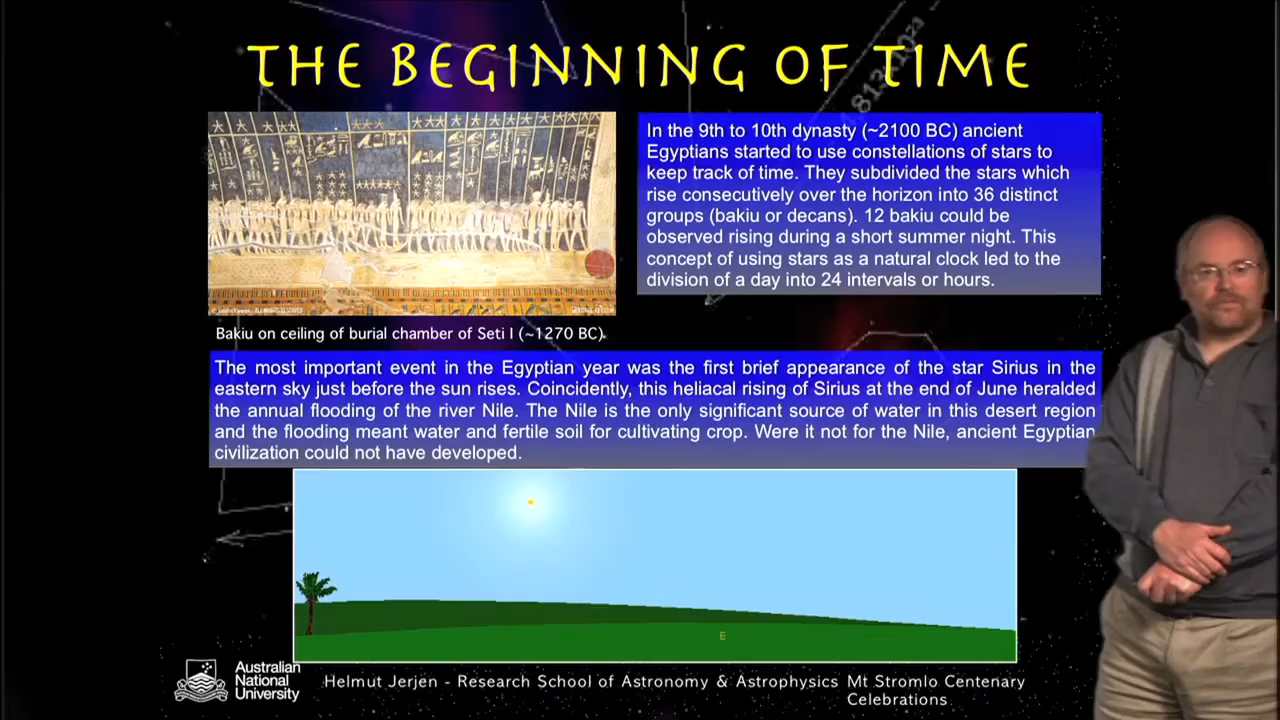 THE BEGINNING OF TIME
In the 9th to 10th dynasty (~2100 BC) ancient
Egyptians started to use constellations of stars to
keep track of time. They subdivided the stars which
rise consecutively over the horizon into 36 distinct
groups (bakiu or decans). 12 bakiu could be
observed rising during a short summer night. This
concept of using stars as a natural clock led to the
division of a day into 24 intervals or hours.
Bakiu on ceiling of burial chamber of Seti I (~1270 BC).
The most important event in the Egyptian year was the first brief appearance of the star Sirius in the
eastern sky just before the sun rises. Coincidently, this heliacal rising of Sirius at the end of June heralded
the annual flooding of the river Nile. The Nile is the only significant source of water in this desert region
and the flooding meant water and fertile soil for cultivating crop. Were it not for the Nile, ancient Egyptian
civilization could not have developed.
E
Australian
National
University
Helmut Jerjen - Research School of Astronomy & Astrophysics
Mt Stromlo Centenary
Celebrations